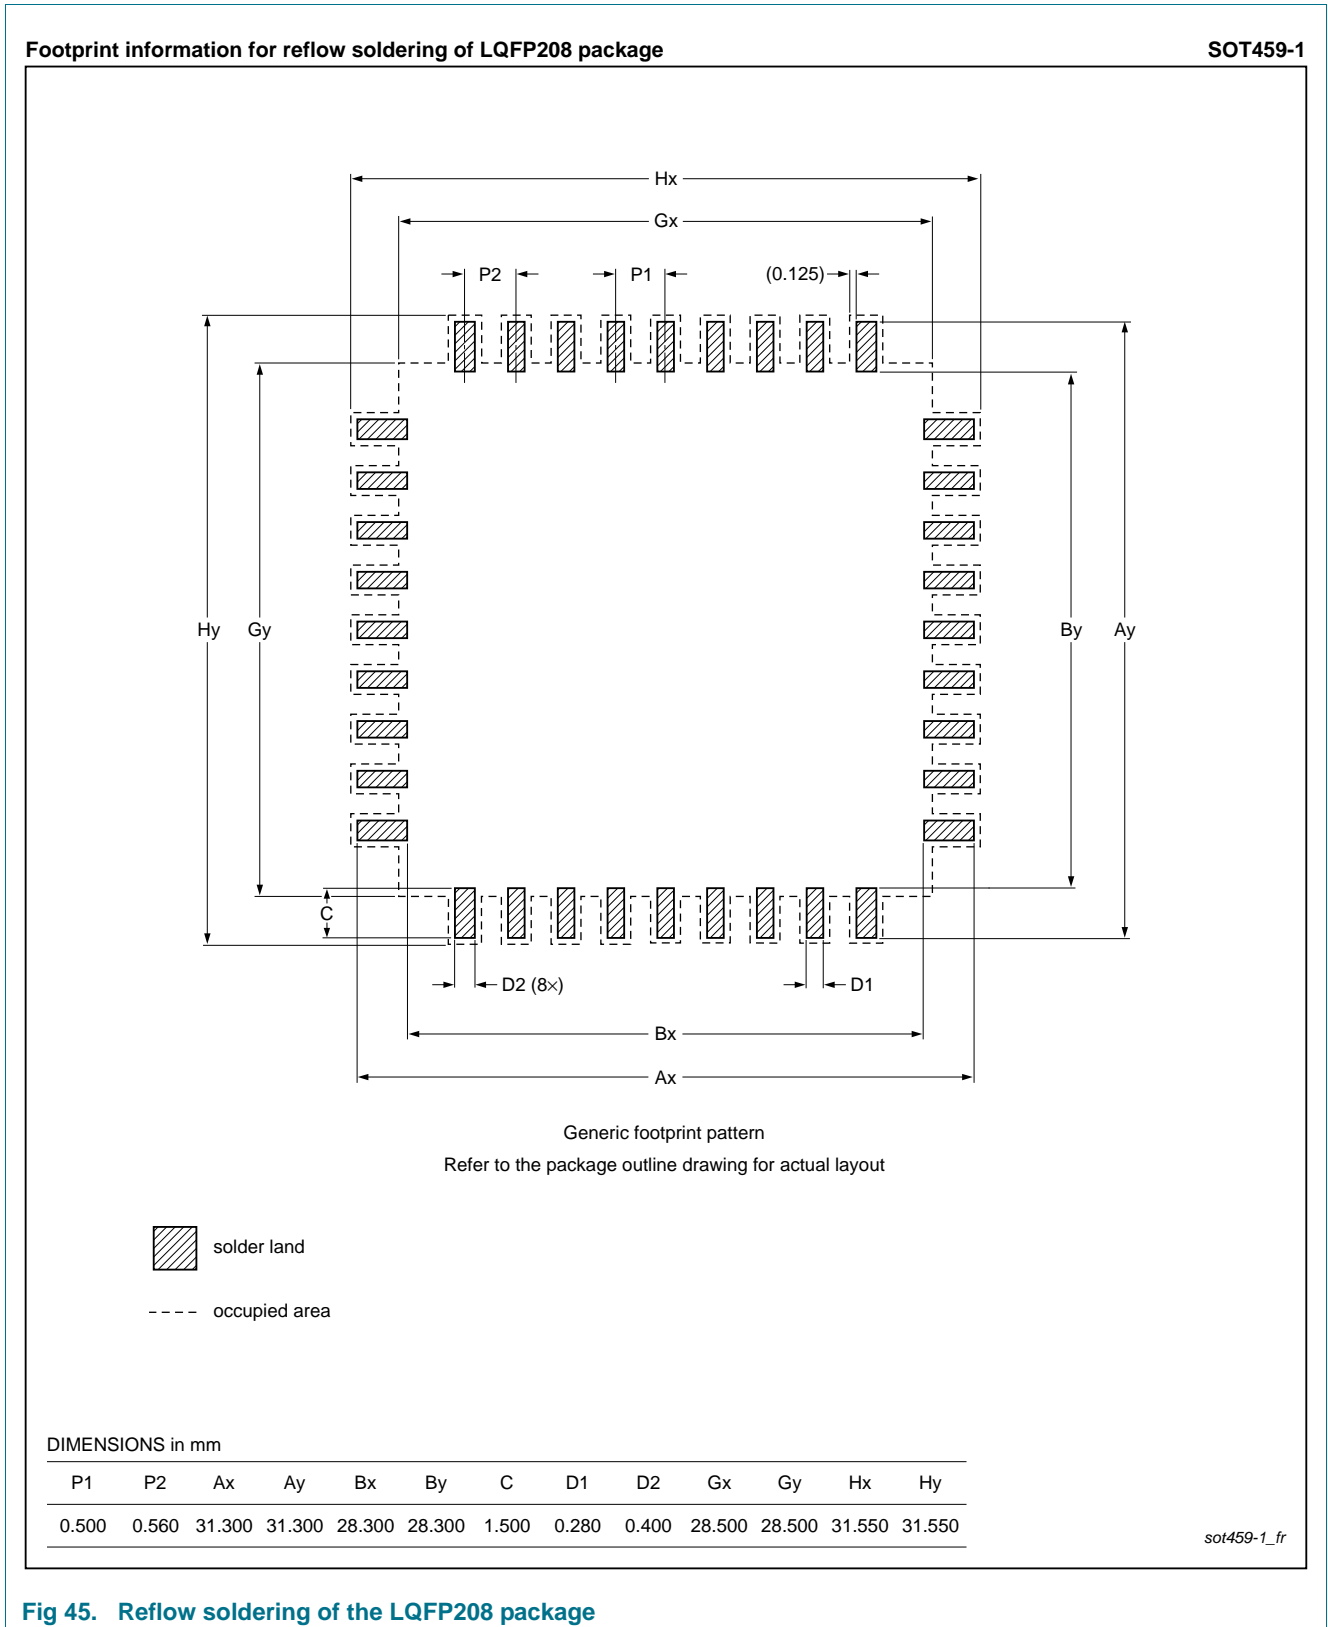 Footprint information for reflow soldering of LQFP208 package SOT459-1
Hx
Gx
P2 P1 (0.125)
Hy Gy By Ay
C
D2 (8×) D1
Bx
Ax
Generic footprint pattern
Refer to the package outline drawing for actual layout
solder land
occupied area
DIMENSIONS in mm
P1 P2 Ax Ay Bx By C D1 D2 Gx Gy Hx Hy
0.500 0.560 31.300 31.300 28.300 28.300 1.500 0.280 0.400 28.500 28.500 31.550 31.550
sot459-1_fr
Fig 45. Reflow soldering of the LQFP208 package